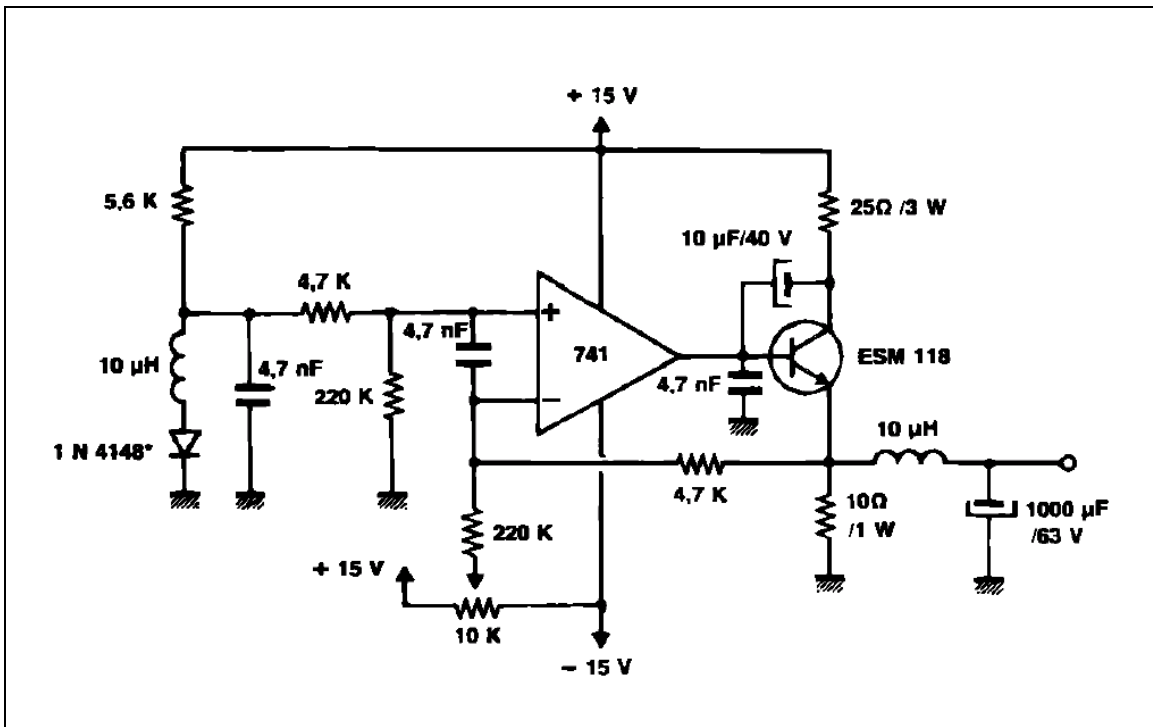 + 15 V
5,6 K
25Ω /3 W
10 µF/40 V
4,7 K
+
4,7 nF
741
ESM 118
10 µH
4,7 nF
220 K
4,7 nF
−
1 N 4148*
10 µH
4,7 K
10Ω
/1 W
1000 µF
/63 V
220 K
+ 15 V
10 K
− 15 V